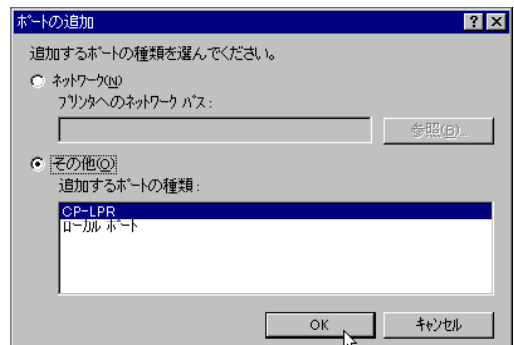 ポートの追加
追加するポートの種類を選んでください。
ネットワーク(N)
プリンタへのネットワーク パス:
参照(B)...
その他(O)
追加するポートの種類:
CP-LPR
ローカル ポート
OK
キャンセル